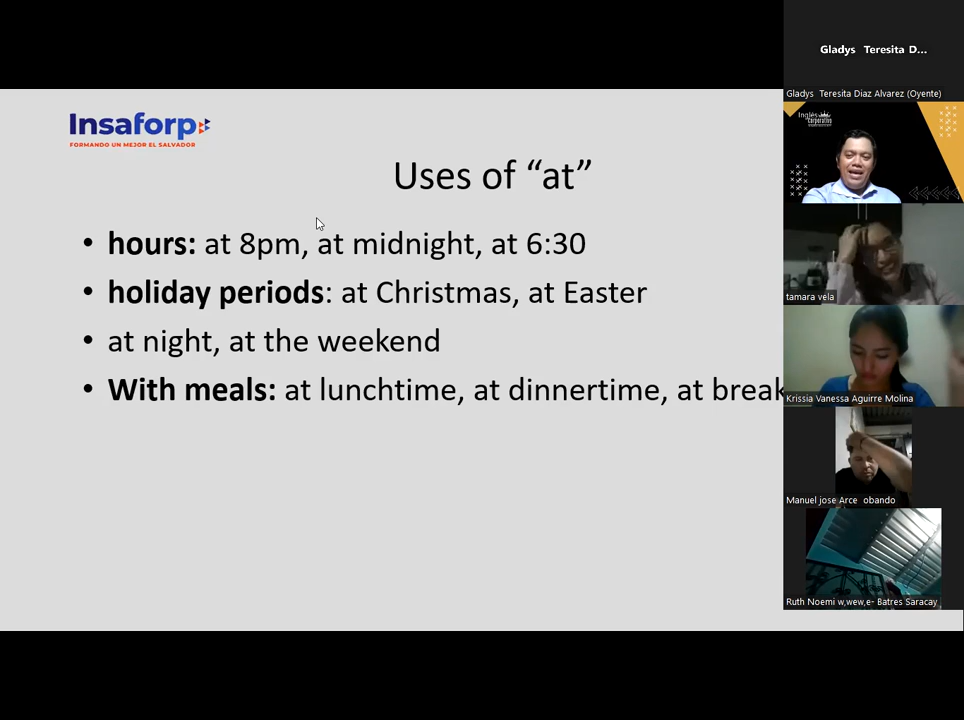 Gladys Teresita D...
Gladys Teresita Diaz Alvarez (Oyente)
Insaforp
FORMANDO UN MEJOR EL SALVADOR
Inglés
corporativo
Uses of “at”
• hours: at 8pm, at midnight, at 6:30
tamara vela
• holiday periods: at Christmas, at Easter
• at night, at the weekend
• With meals: at lunchtime, at dinnertime, at break
Krissia Vanessa Aguirre Molina
Manuel jose Arce obando
Ruth Noemi w,wew,e- Batres Saracay